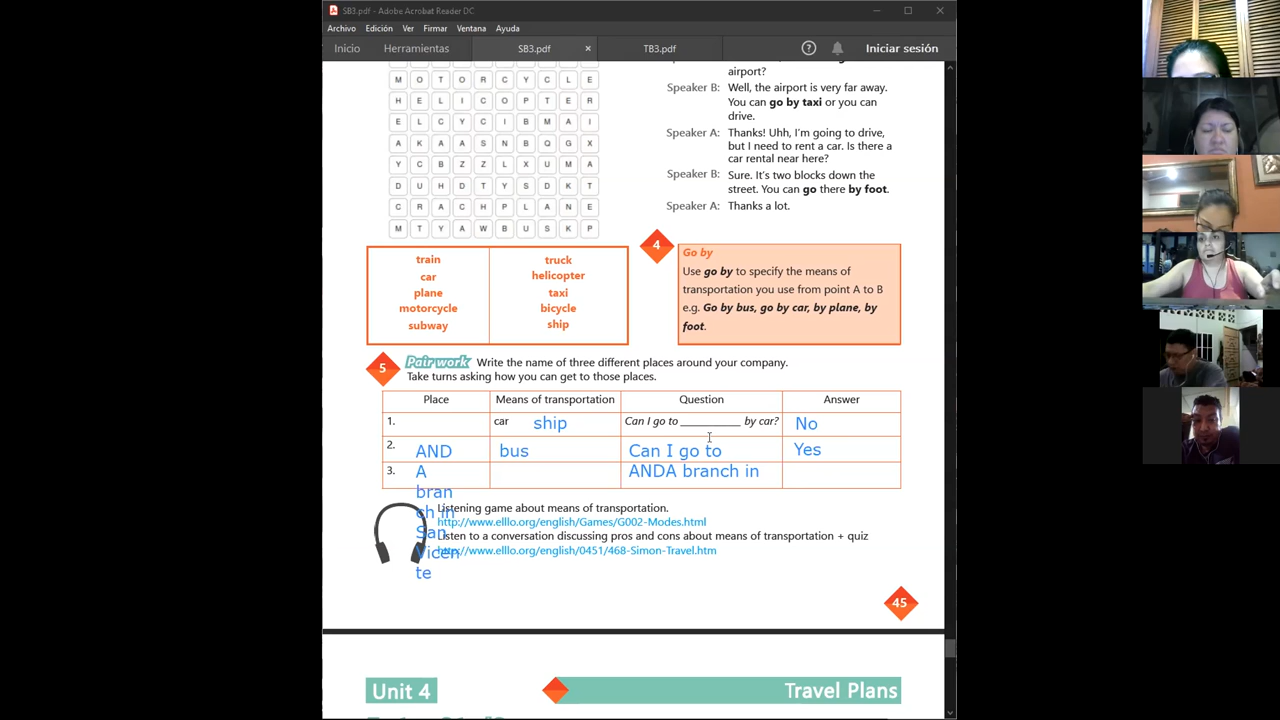 SB3.pdf - Adobe Acrobat Reader DC
Archivo Edición Ver Firmar Ventana Ayuda
Inicio Herramientas SB3.pdf × TB3.pdf ? Iniciar sesión
airport?
M O T O R C Y C L E
H E L I C O P T E R
E L C Y C I B M A I
A K A A S N B Q G X
Y C B Z Z L X U M A
D U H D T Y S D K T
C R A C H P L A N E
M T Y A W B U S K P
Speaker B: Well, the airport is very far away.
You can go by taxi or you can
drive.
Speaker A: Thanks! Uhh, I'm going to drive,
but I need to rent a car. Is there a
car rental near here?
Speaker B: Sure. It's two blocks down the
street. You can go there by foot.
Speaker A: Thanks a lot.
train truck
car helicopter
plane taxi
motorcycle bicycle
subway ship
4
Go by
Use go by to specify the means of
transportation you use from point A to B
e.g. Go by bus, go by car, by plane, by
foot.
5 Pair work Write the name of three different places around your company.
Take turns asking how you can get to those places.
Place Means of transportation Question Answer
1. car ship Can I go to __________ by car? No
2. AND bus Can I go to Yes
3. A ANDA branch in
bran
ch in
San
Vicen
te
Listening game about means of transportation.
http://www.elllo.org/english/Games/G002-Modes.html
Listen to a conversation discussing pros and cons about means of transportation + quiz
http://www.elllo.org/english/0451/468-Simon-Travel.htm
45
Unit 4 Travel Plans